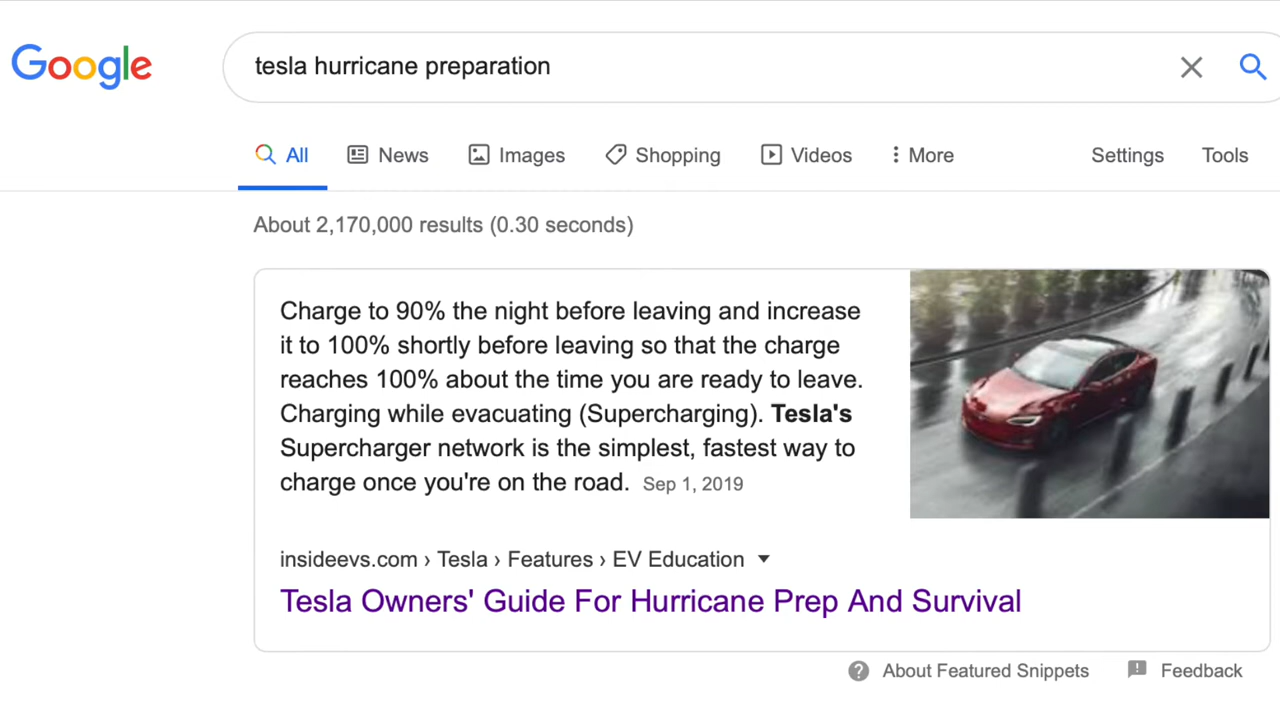 Google
tesla hurricane preparation
All News Images Shopping Videos More Settings Tools
About 2,170,000 results (0.30 seconds)
Charge to 90% the night before leaving and increase
it to 100% shortly before leaving so that the charge
reaches 100% about the time you are ready to leave.
Charging while evacuating (Supercharging). Tesla's
Supercharger network is the simplest, fastest way to
charge once you're on the road. Sep 1, 2019
insideevs.com › Tesla › Features › EV Education
Tesla Owners' Guide For Hurricane Prep And Survival
About Featured Snippets Feedback